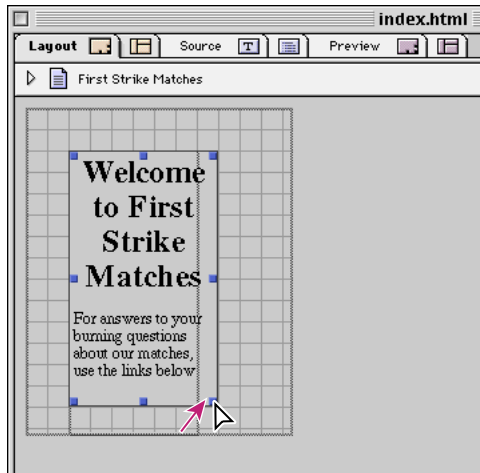 index.html
Layout Source T Preview
First Strike Matches
Welcome
to First
Strike
Matches
For answers to your
burning questions
about our matches,
use the links below